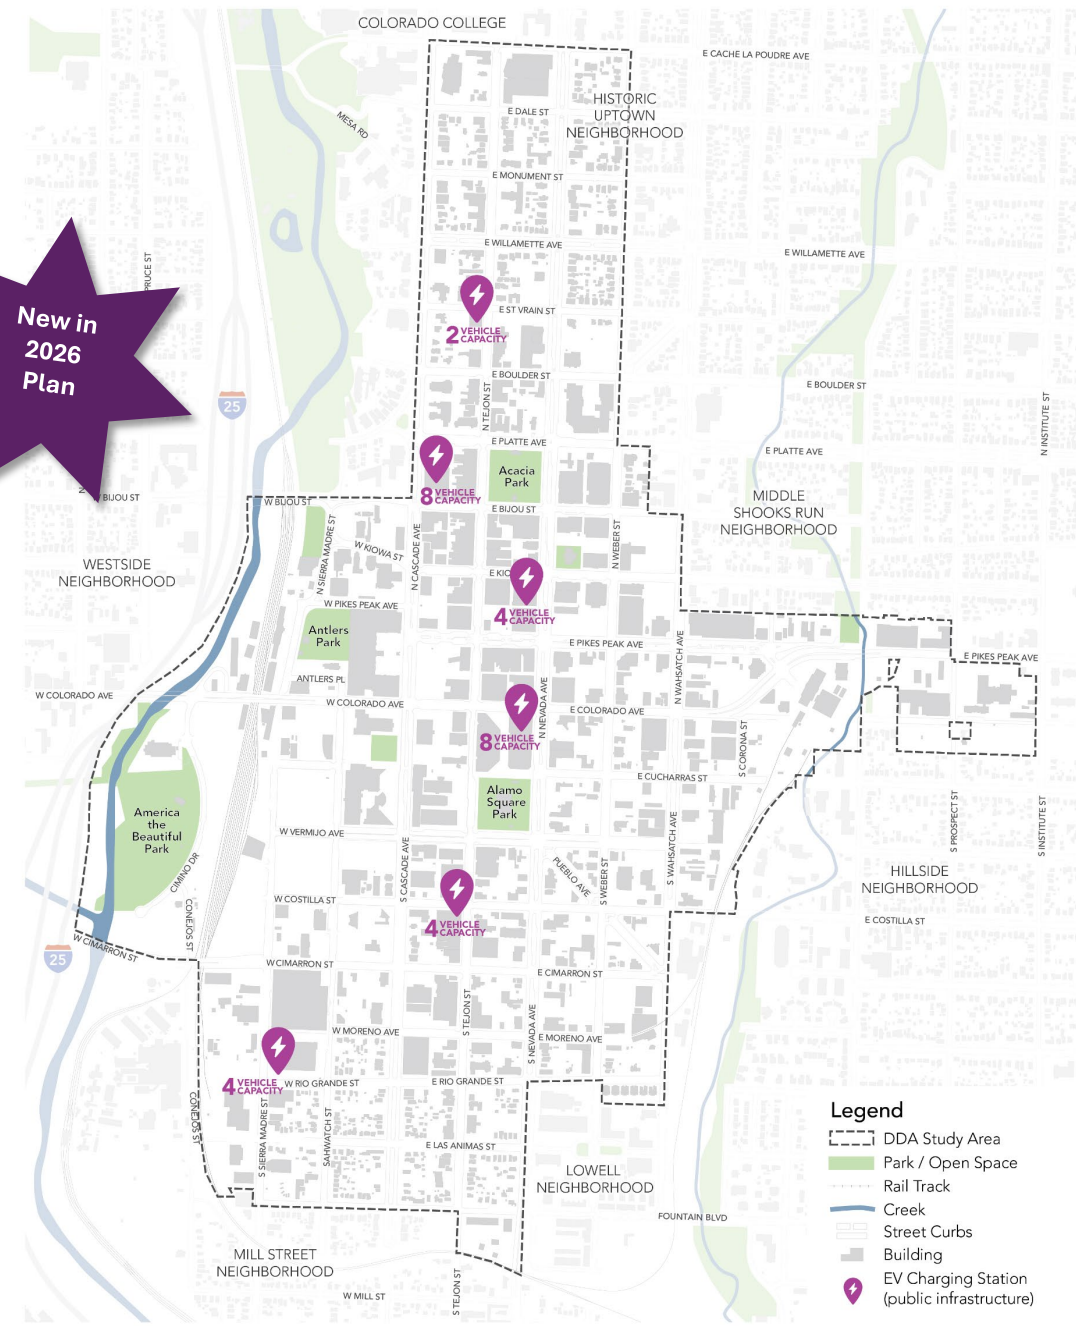 COLORADO COLLEGE
E CACHE LA POUDRE AVE
HISTORIC
UPTOWN
NEIGHBORHOOD
E DALE ST
MESA RD
E MONUMENT ST
E WILLAMETTE AVE
E WILLAMETTE AVE
PRUCE ST
New in
2026
Plan
E ST VRAIN ST
2 VEHICLE
CAPACITY
E BOULDER ST
E BOULDER ST
25
N TEJON ST
N INSTITUTE ST
E PLATTE AVE
E PLATTE AVE
Acacia
Park
8 VEHICLE
CAPACITY
BIJOU ST
W BIJOU ST
E BIJOU ST
MIDDLE
SHOOKS RUN
NEIGHBORHOOD
N SIERRA MADRE ST
W KIOWA ST
N CASCADE AVE
N WEBER ST
WESTSIDE
NEIGHBORHOOD
E KIO
4 VEHICLE
CAPACITY
W PIKES PEAK AVE
Antlers
Park
E PIKES PEAK AVE
E PIKES PEAK AVE
N WAHSATCH AVE
ANTLERS PL
W COLORADO AVE
W COLORADO AVE
E COLORADO AVE
N NEVADA AVE
8 VEHICLE
CAPACITY
S CORONA ST
E CUCHARRAS ST
Alamo
Square
Park
America
the
Beautiful
Park
W VERMIJO AVE
CIMINO DR
S CASCADE AVE
PUEBLO AVE
S WEBER ST
S WAHSATCH AVE
S PROSPECT ST
S INSTITUTE ST
HILLSIDE
NEIGHBORHOOD
W COSTILLA ST
E COSTILLA ST
4 VEHICLE
CAPACITY
CONEJOS ST
W CIMARRON ST
25
W CIMARRON ST
E CIMARRON ST
S TEJON ST
S NEVADA AVE
W MORENO AVE
E MORENO AVE
4 VEHICLE
CAPACITY
W RIO GRANDE ST
E RIO GRANDE ST
CONEJOS ST
S SIERRA MADRE ST
SAHWATCH ST
E LAS ANIMAS ST
LOWELL
NEIGHBORHOOD
FOUNTAIN BLVD
MILL STREET
NEIGHBORHOOD
W MILL ST
S TEJON ST
Legend
DDA Study Area
Park / Open Space
Rail Track
Creek
Street Curbs
Building
EV Charging Station
(public infrastructure)